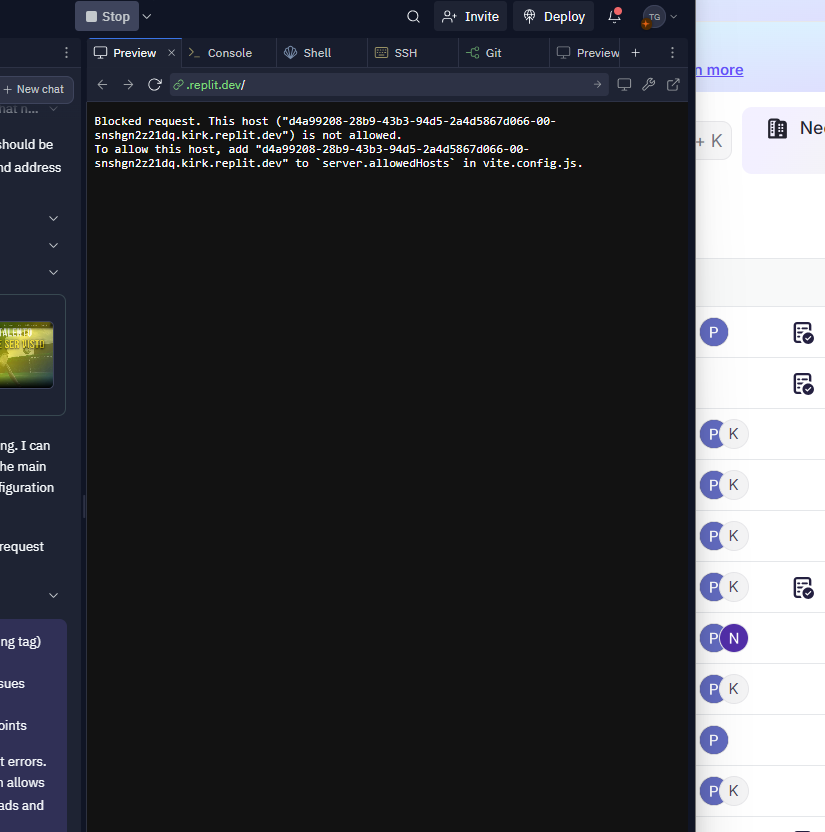 Stop
Invite
Deploy
TG
Preview
Console
Shell
SSH
Git
Preview
New chat
.replit.dev/
Blocked request. This host ("d4a99208-28b9-43b3-94d5-2a4d5867d066-00-
snshgn2z21dq.kirk.replit.dev") is not allowed.
To allow this host, add "d4a99208-28b9-43b3-94d5-2a4d5867d066-00-
snshgn2z21dq.kirk.replit.dev" to `server.allowedHosts` in vite.config.js.
should be
nd address
SER VISTO
ng. I can
he main
figuration
request
ng tag)
sues
oints
t errors.
n allows
ads and
n more
+ K
Nee
P
P K
P K
P K
P K
P N
P K
P
P K